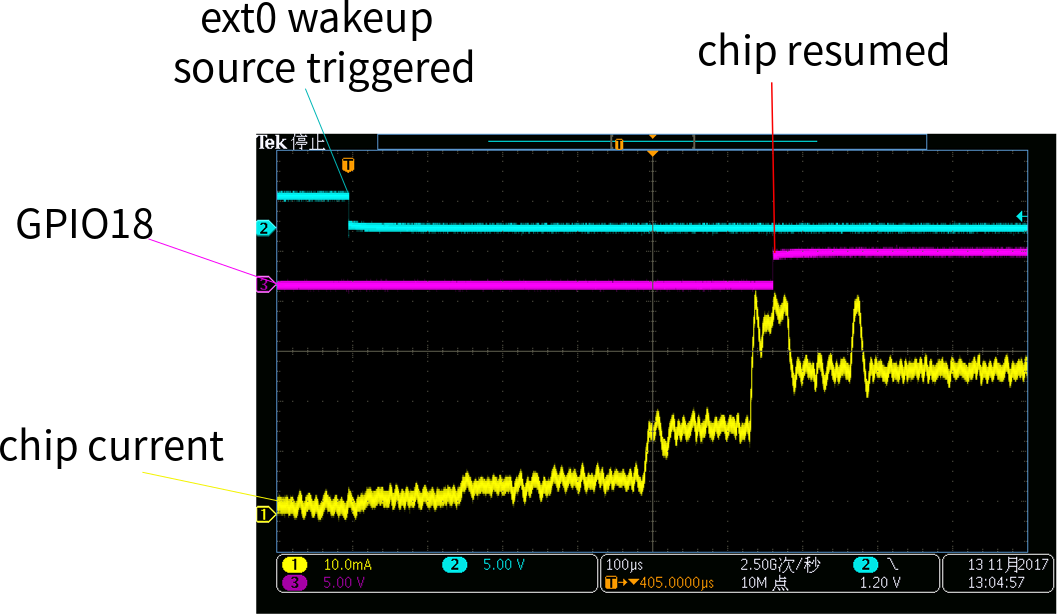 ext0 wakeup
source triggered
chip resumed
Tek 停止
T
T
2
GPIO18
3
chip current
1
1 10.0mA 2 5.00 V
3 5.00 V
100μs 2.50G次/秒 2
T→▼405.0000μs 10M 点 1.20 V
13 11月2017
13:04:57